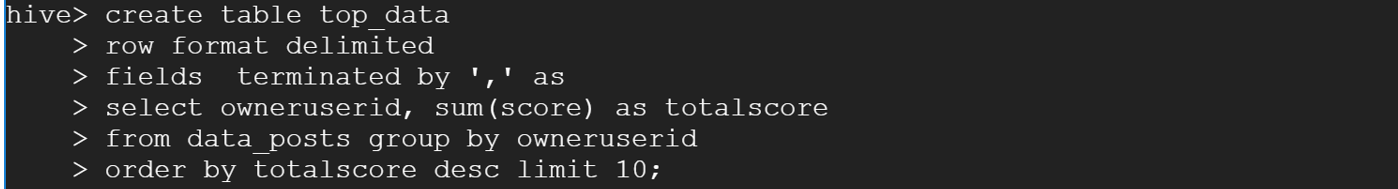 hive> create table top_data
    > row format delimited
    > fields  terminated by ',' as
    > select owneruserid, sum(score) as totalscore
    > from data_posts group by owneruserid
    > order by totalscore desc limit 10;